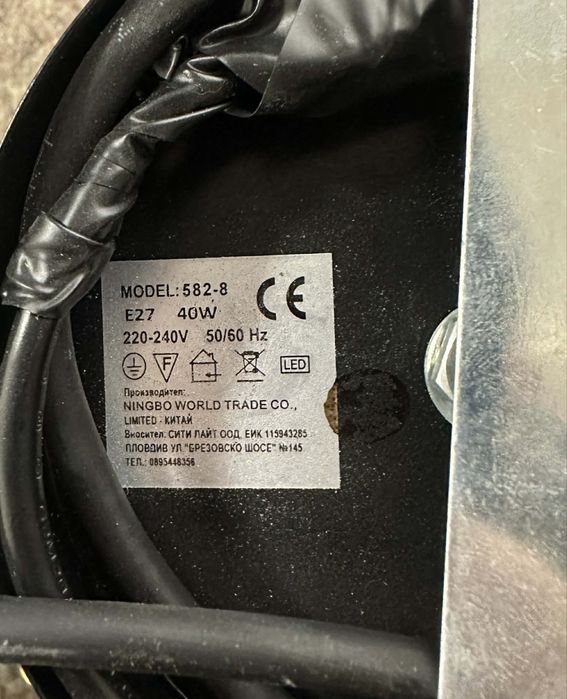 MODEL: 582-8
CE
E27 40W
220-240V 50/60 Hz
F
LED
Производител:
NINGBO WORLD TRADE CO.,
LIMITED - КИТАЙ
Вносител: СИТИ ЛАЙТ ООД, ЕИК 115943285
ПЛОВДИВ УЛ "БРЕЗОВСКО ШОСЕ" №145
ТЕЛ.: 0895448356